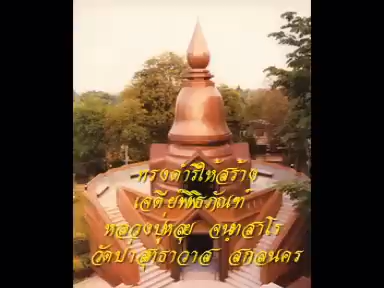 ทรงดำริให้สร้าง
เจดีย์พิพิธภัณฑ์
หลวงปู่หลุย จนฺทสาโร
วัดป่าสุทธาวาส สกลนคร